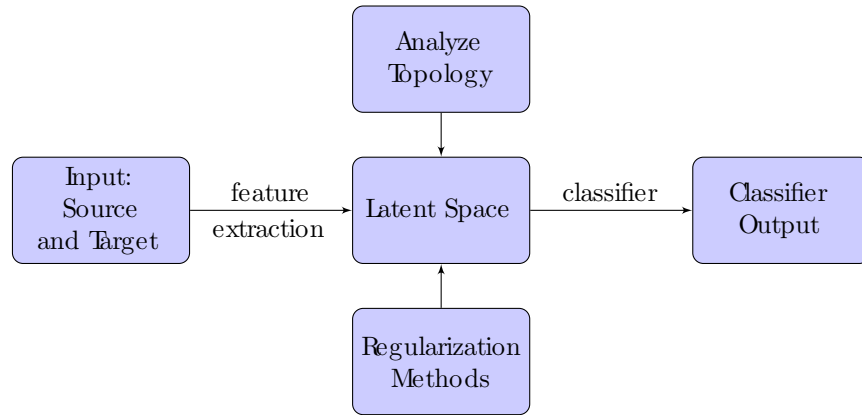 Analyze
Topology
Input:
Source
and Target
feature
extraction
Latent Space
classifier
Classifier
Output
Regularization
Methods